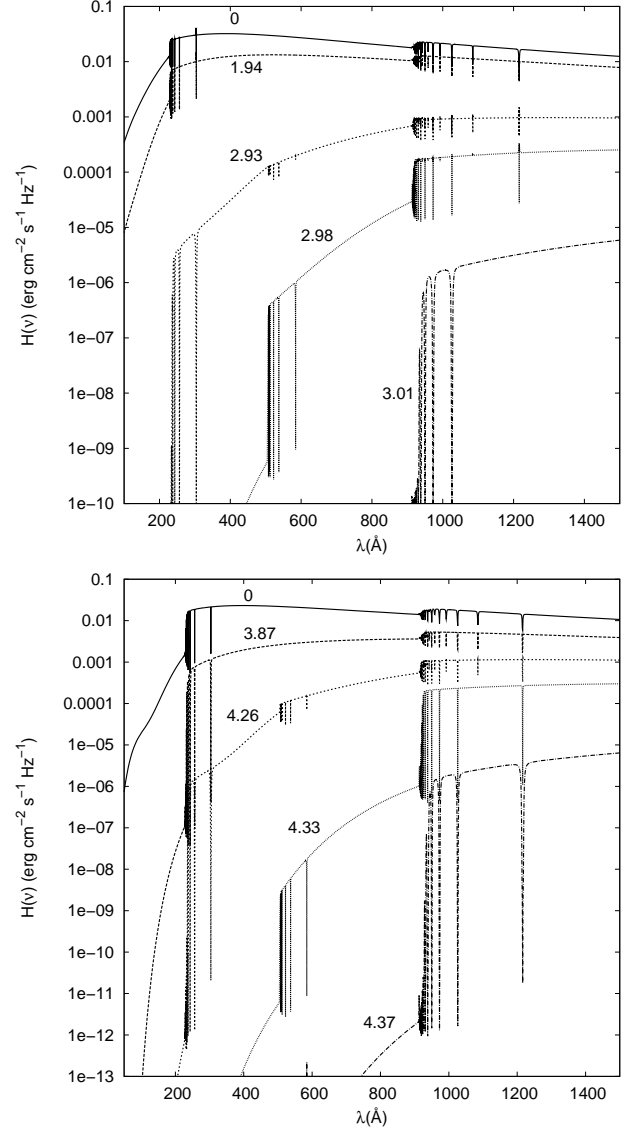 0.1
0.01
0.001
0.0001
1e−05
1e−06
1e−07
1e−08
1e−09
1e−10
H(ν) (erg cm−2 s−1 Hz−1)
0
1.94
2.93
2.98
3.01
200 400 600 800 1000 1200 1400
λ(Å)
0.1
0.01
0.001
0.0001
1e−05
1e−06
1e−07
1e−08
1e−09
1e−10
1e−11
1e−12
1e−13
H(ν) (erg cm−2 s−1 Hz−1)
0
3.87
4.26
4.33
4.37
200 400 600 800 1000 1200 1400
λ(Å)